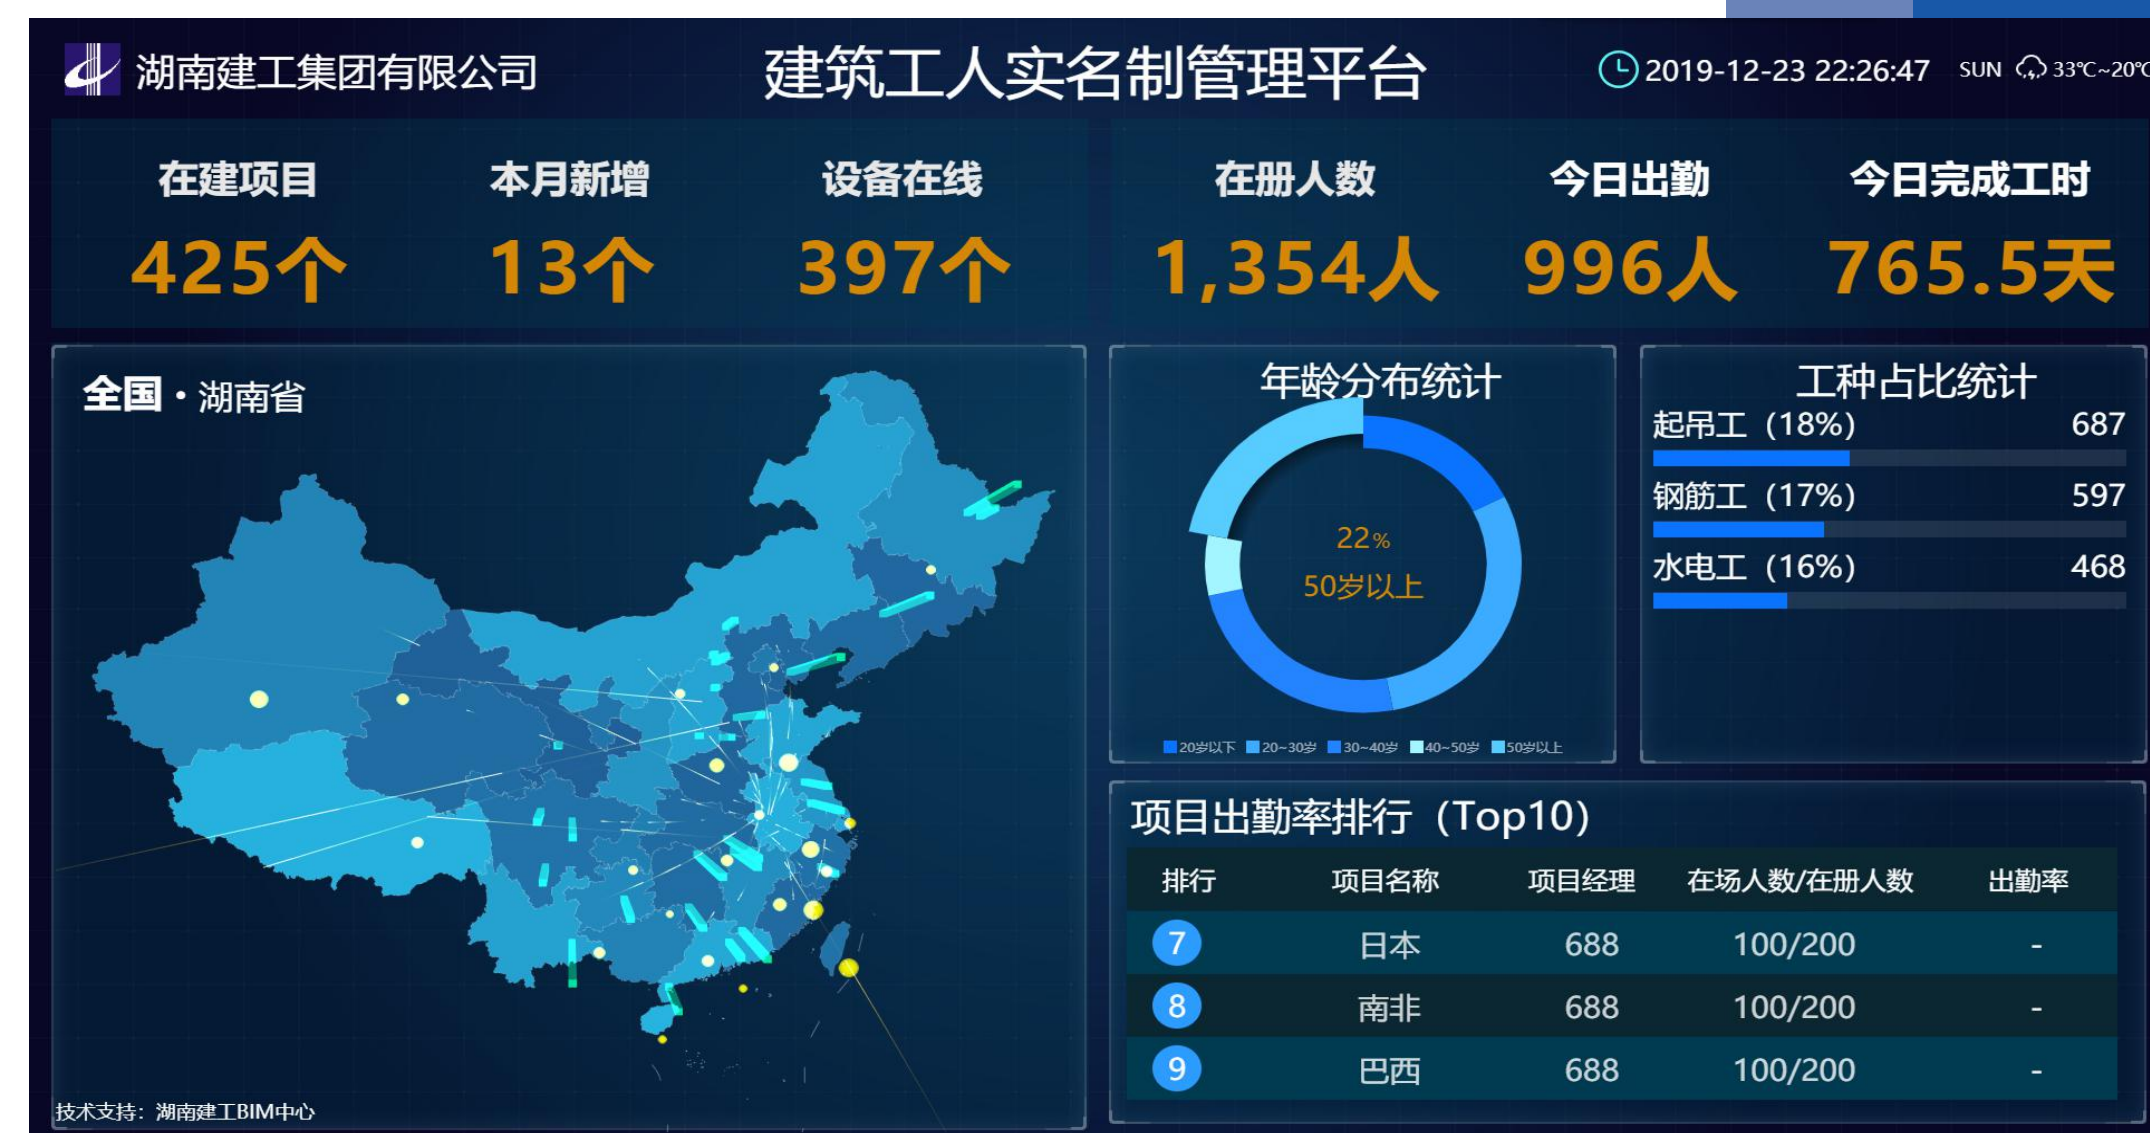 湖南建工集团有限公司
建筑工人实名制管理平台
2019-12-23 22:26:47 SUN 33℃~20℃
在建项目 本月新增 设备在线 在册人数 今日出勤 今日完成工时
425个 13个 397个 1,354人 996人 765.5天
全国·湖南省
技术支持：湖南建工BIM中心
年龄分布统计
22%
50岁以上
20岁以下 20~30岁 30~40岁 40~50岁 50岁以上
工种占比统计
起吊工（18%） 687
钢筋工（17%） 597
水电工（16%） 468
项目出勤率排行（Top10）
排行 项目名称 项目经理 在场人数/在册人数 出勤率
7 日本 688 100/200 -
8 南非 688 100/200 -
9 巴西 688 100/200 -